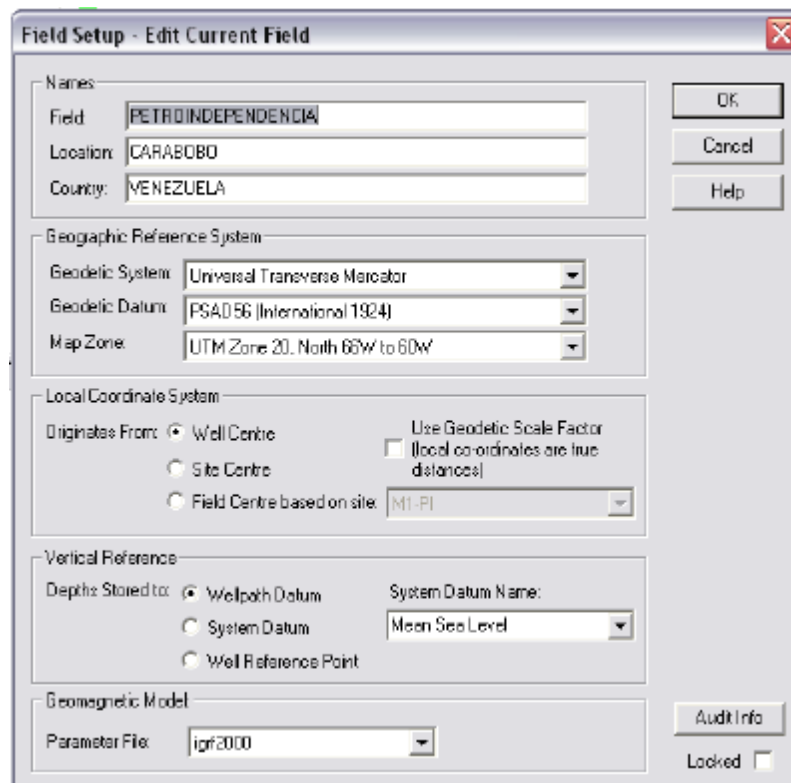 Field Setup - Edit Current Field
Names
Field: PETROINDEPENDENCIA
Location: CARABOBO
Country: VENEZUELA
OK
Cancel
Help
Geographic Reference System
Geodetic System: Universal Transverse Mercator
Geodetic Datum: PSAD56 (International 1924)
Map Zone: UTM Zone 20, North 66W to 60W
Local Coordinate System
Originates From: Well Centre
Site Centre
Field Centre based on site: M1-PI
Use Geodetic Scale Factor
(local co-ordinates are true
distances)
Vertical Reference
Depths Stored to: Wellpath Datum
System Datum
Well Reference Point
System Datum Name:
Mean Sea Level
Geomagnetic Model
Parameter File: igrf2000
Audit Info
Locked